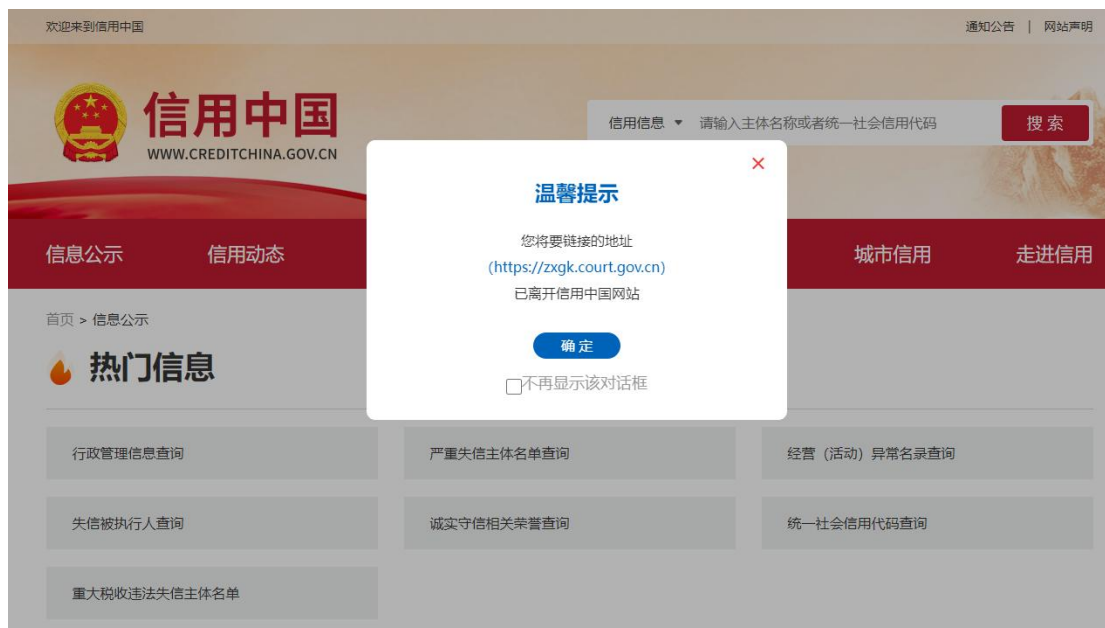 欢迎来到信用中国
通知公告 | 网站声明
信用中国
WWW.CREDITCHINA.GOV.CN
信用信息 请输入主体名称或者统一社会信用代码 搜索
温馨提示
您将要链接的地址
(https://zxgk.court.gov.cn)
已离开信用中国网站
确定
不再显示该对话框
信息公示 信用动态 城市信用 走进信用
首页 > 信息公示
热门信息
行政管理信息查询 严重失信主体名单查询 经营（活动）异常名录查询
失信被执行人查询 诚实守信相关荣誉查询 统一社会信用代码查询
重大税收违法失信主体名单